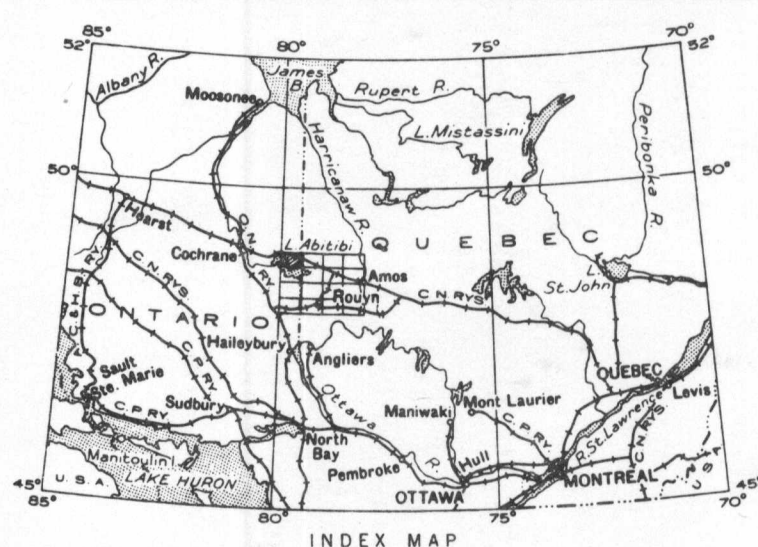 85°
80°
75°
70°
52°
52°
Albany R.
James
B.
Moosonee
Rupert R.
L. Mistassini
Harricanaw R.
Peribonka R.
50°
50°
Hearst
O.N. RY.
L. Abitibi
QUEBEC
Cochrane
Amos
C.N.RYS.
Rouyn
C.N.RYS.
L.
St. John
A.C. & H.B. RY.
O TARIO
C.P.RY.
Haileybury
Angliers
Sault
Ste. Marie
C.P.RY
Sudbury
Ottawa
R.
Maniwaki
Mont Laurier
C.P.RY
QUEBEC
Levis
R. St. Lawrence
C.N.RYS.
North
Bay
Pembroke
Hull
OTTAWA
MONTREAL
Manitoulin I.
LAKE HURON
U.S.A.
U.S.A.
45°
45°
85°
80°
75°
70°
INDEX MAP